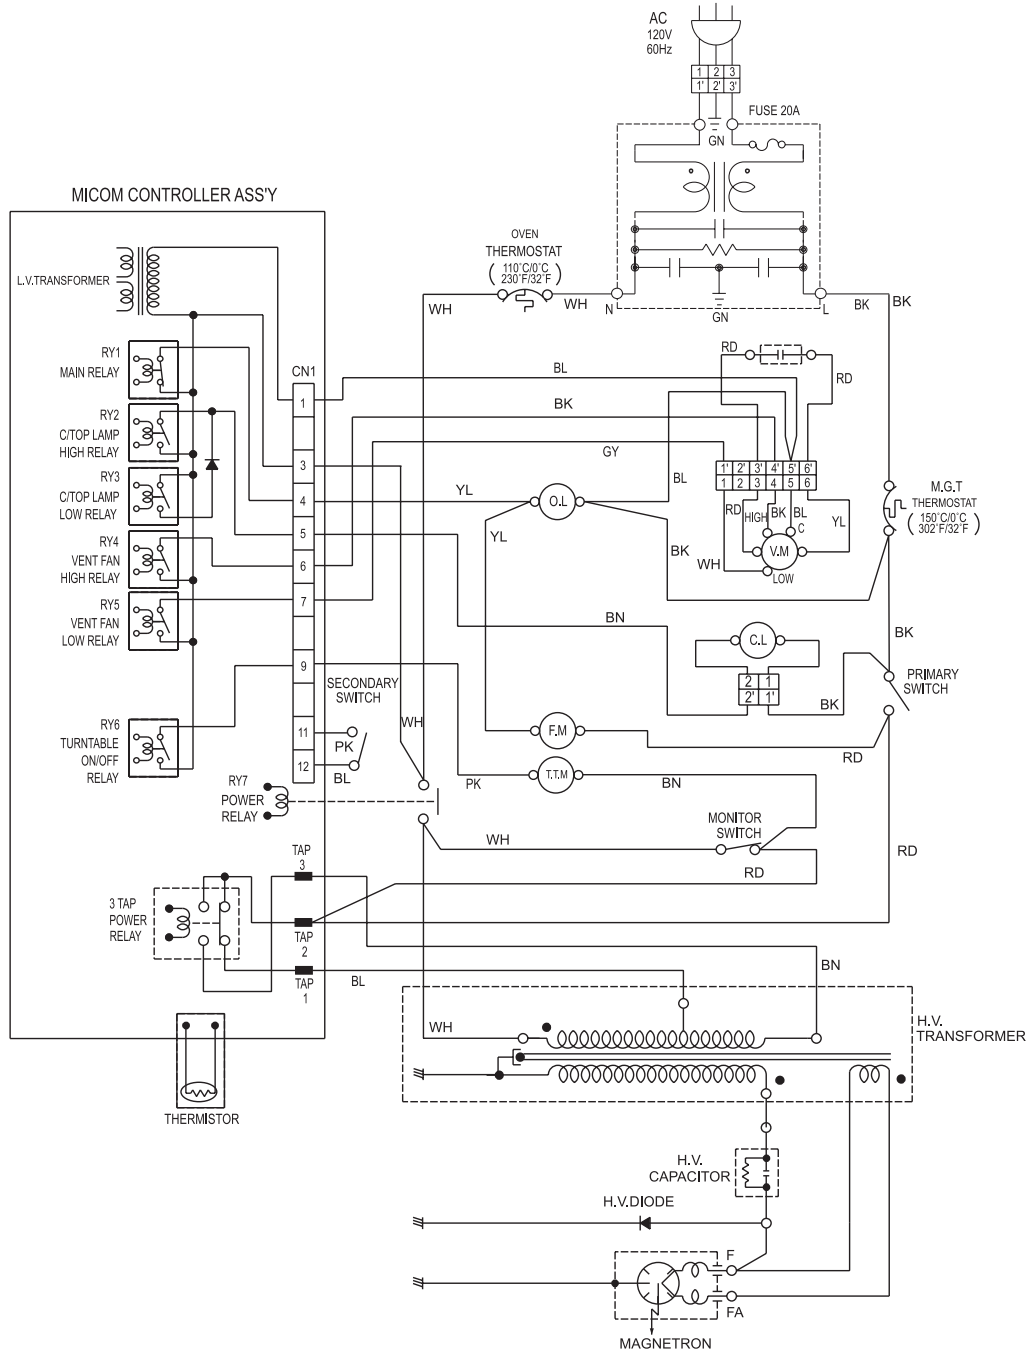 AC
120V
60Hz
1 2 3
1' 2' 3'
FUSE 20A
GN
MICOM CONTROLLER ASS'Y
OVEN
THERMOSTAT
( 110˚C/0˚C )
230˚F/32˚F
L.V.TRANSFORMER
WH
WH
N
GN
L
BK
BK
RY1
MAIN RELAY
CN1
RD
RD
BL
1
RY2
C/TOP LAMP
HIGH RELAY
BK
GY
3
RY3
C/TOP LAMP
LOW RELAY
1' 2' 3' 4' 5' 6'
1 2 3 4 5 6
BL
YL
O.L
4
M.G.T
THERMOSTAT
( 150˚C/0˚C )
302˚F/32˚F
RD
HIGH
BK
BL
C
YL
5
YL
BK
RY4
VENT FAN
HIGH RELAY
6
V.M
WH
LOW
RY5
VENT FAN
LOW RELAY
7
BN
C.L
BK
9
SECONDARY
SWITCH
2 1
2' 1'
PRIMARY
SWITCH
BK
RY6
TURNTABLE
ON/OFF
RELAY
11
PK
WH
F.M
RD
12
BL
RY7
POWER
RELAY
PK
T.T.M
BN
MONITOR
SWITCH
WH
RD
RD
TAP
3
3 TAP
POWER
RELAY
TAP
2
BN
TAP
1
BL
WH
H.V.
TRANSFORMER
THERMISTOR
H.V.
CAPACITOR
H.V.DIODE
F
FA
MAGNETRON